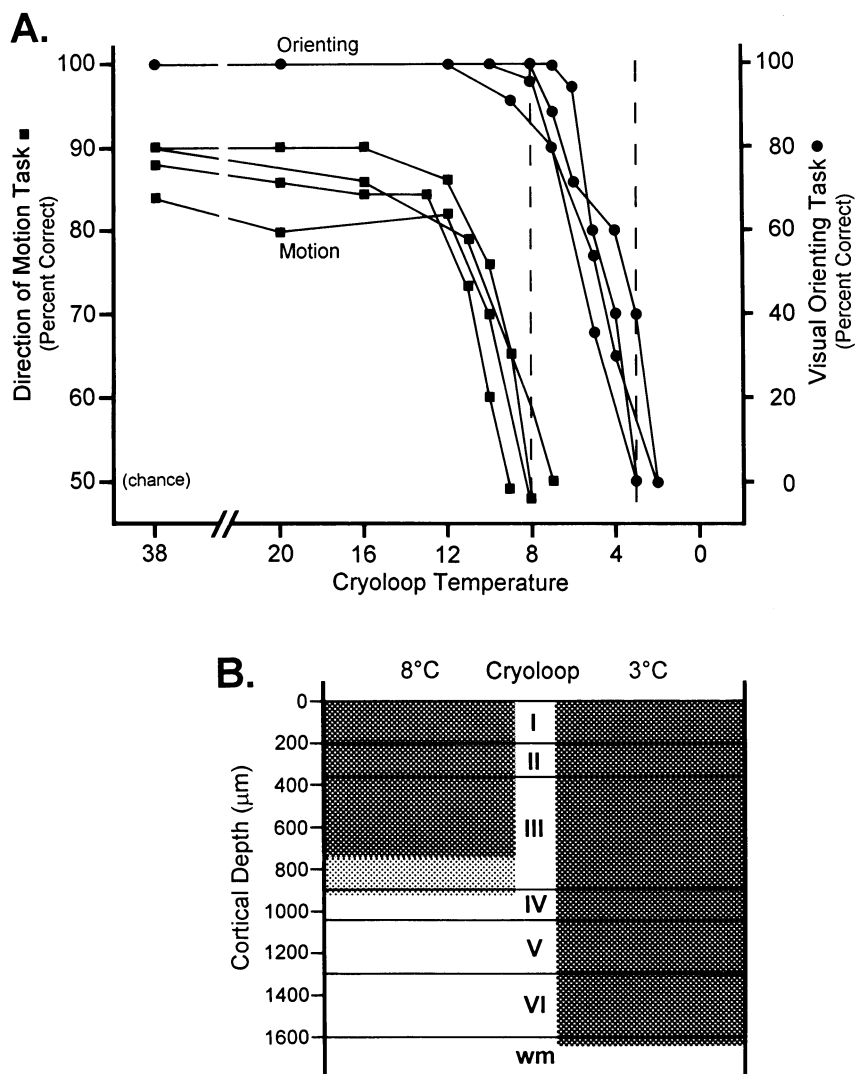 A.
Orienting
Motion
(chance)
100
90
80
70
60
50
Direction of Motion Task ■
(Percent Correct)
100
80
60
40
20
0
Visual Orienting Task ●
(Percent Correct)
38
20
16
12
8
4
0
Cryoloop Temperature
B.
8°C
Cryoloop
3°C
0
200
400
600
800
1000
1200
1400
1600
Cortical Depth (μm)
I
II
III
IV
V
VI
wm